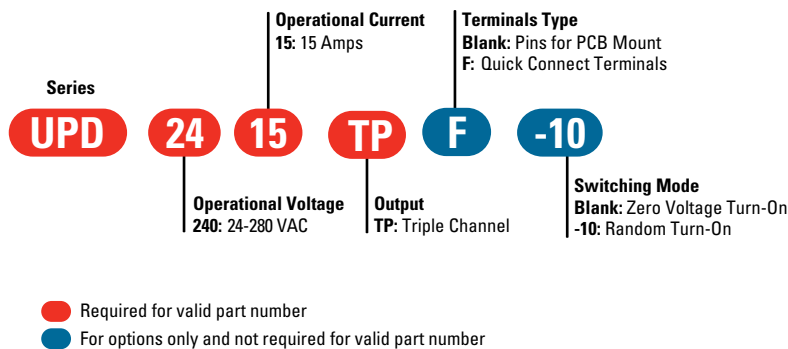 Operational Current
15: 15 Amps
Terminals Type
Blank: Pins for PCB Mount
F: Quick Connect Terminals
Series
UPD 24 15 TP F -10
Operational Voltage
240: 24-280 VAC
Output
TP: Triple Channel
Switching Mode
Blank: Zero Voltage Turn-On
-10: Random Turn-On
Required for valid part number
For options only and not required for valid part number